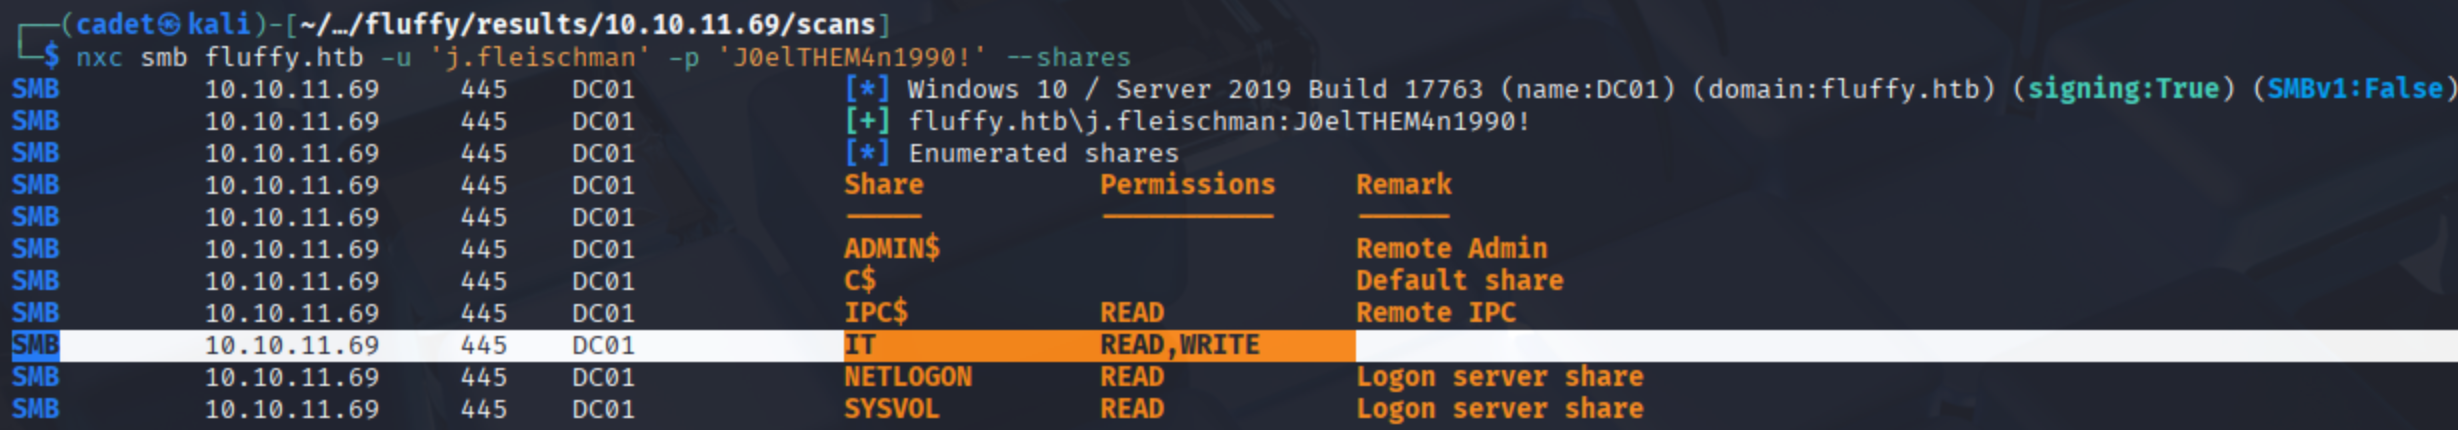 ┌──(cadet㉿kali)-[~/…/fluffy/results/10.10.11.69/scans]
└─$ nxc smb fluffy.htb -u 'j.fleischman' -p 'J0elTHEM4n1990!' --shares
SMB         10.10.11.69     445    DC01             [*] Windows 10 / Server 2019 Build 17763 (name:DC01) (domain:fluffy.htb) (signing:True) (SMBv1:False)
SMB         10.10.11.69     445    DC01             [+] fluffy.htb\j.fleischman:J0elTHEM4n1990!
SMB         10.10.11.69     445    DC01             [*] Enumerated shares
SMB         10.10.11.69     445    DC01             Share           Permissions     Remark
SMB         10.10.11.69     445    DC01             -----           -----------     ------
SMB         10.10.11.69     445    DC01             ADMIN$                          Remote Admin
SMB         10.10.11.69     445    DC01             C$                              Default share
SMB         10.10.11.69     445    DC01             IPC$            READ            Remote IPC
SMB         10.10.11.69     445    DC01             IT              READ,WRITE
SMB         10.10.11.69     445    DC01             NETLOGON        READ            Logon server share
SMB         10.10.11.69     445    DC01             SYSVOL          READ            Logon server share